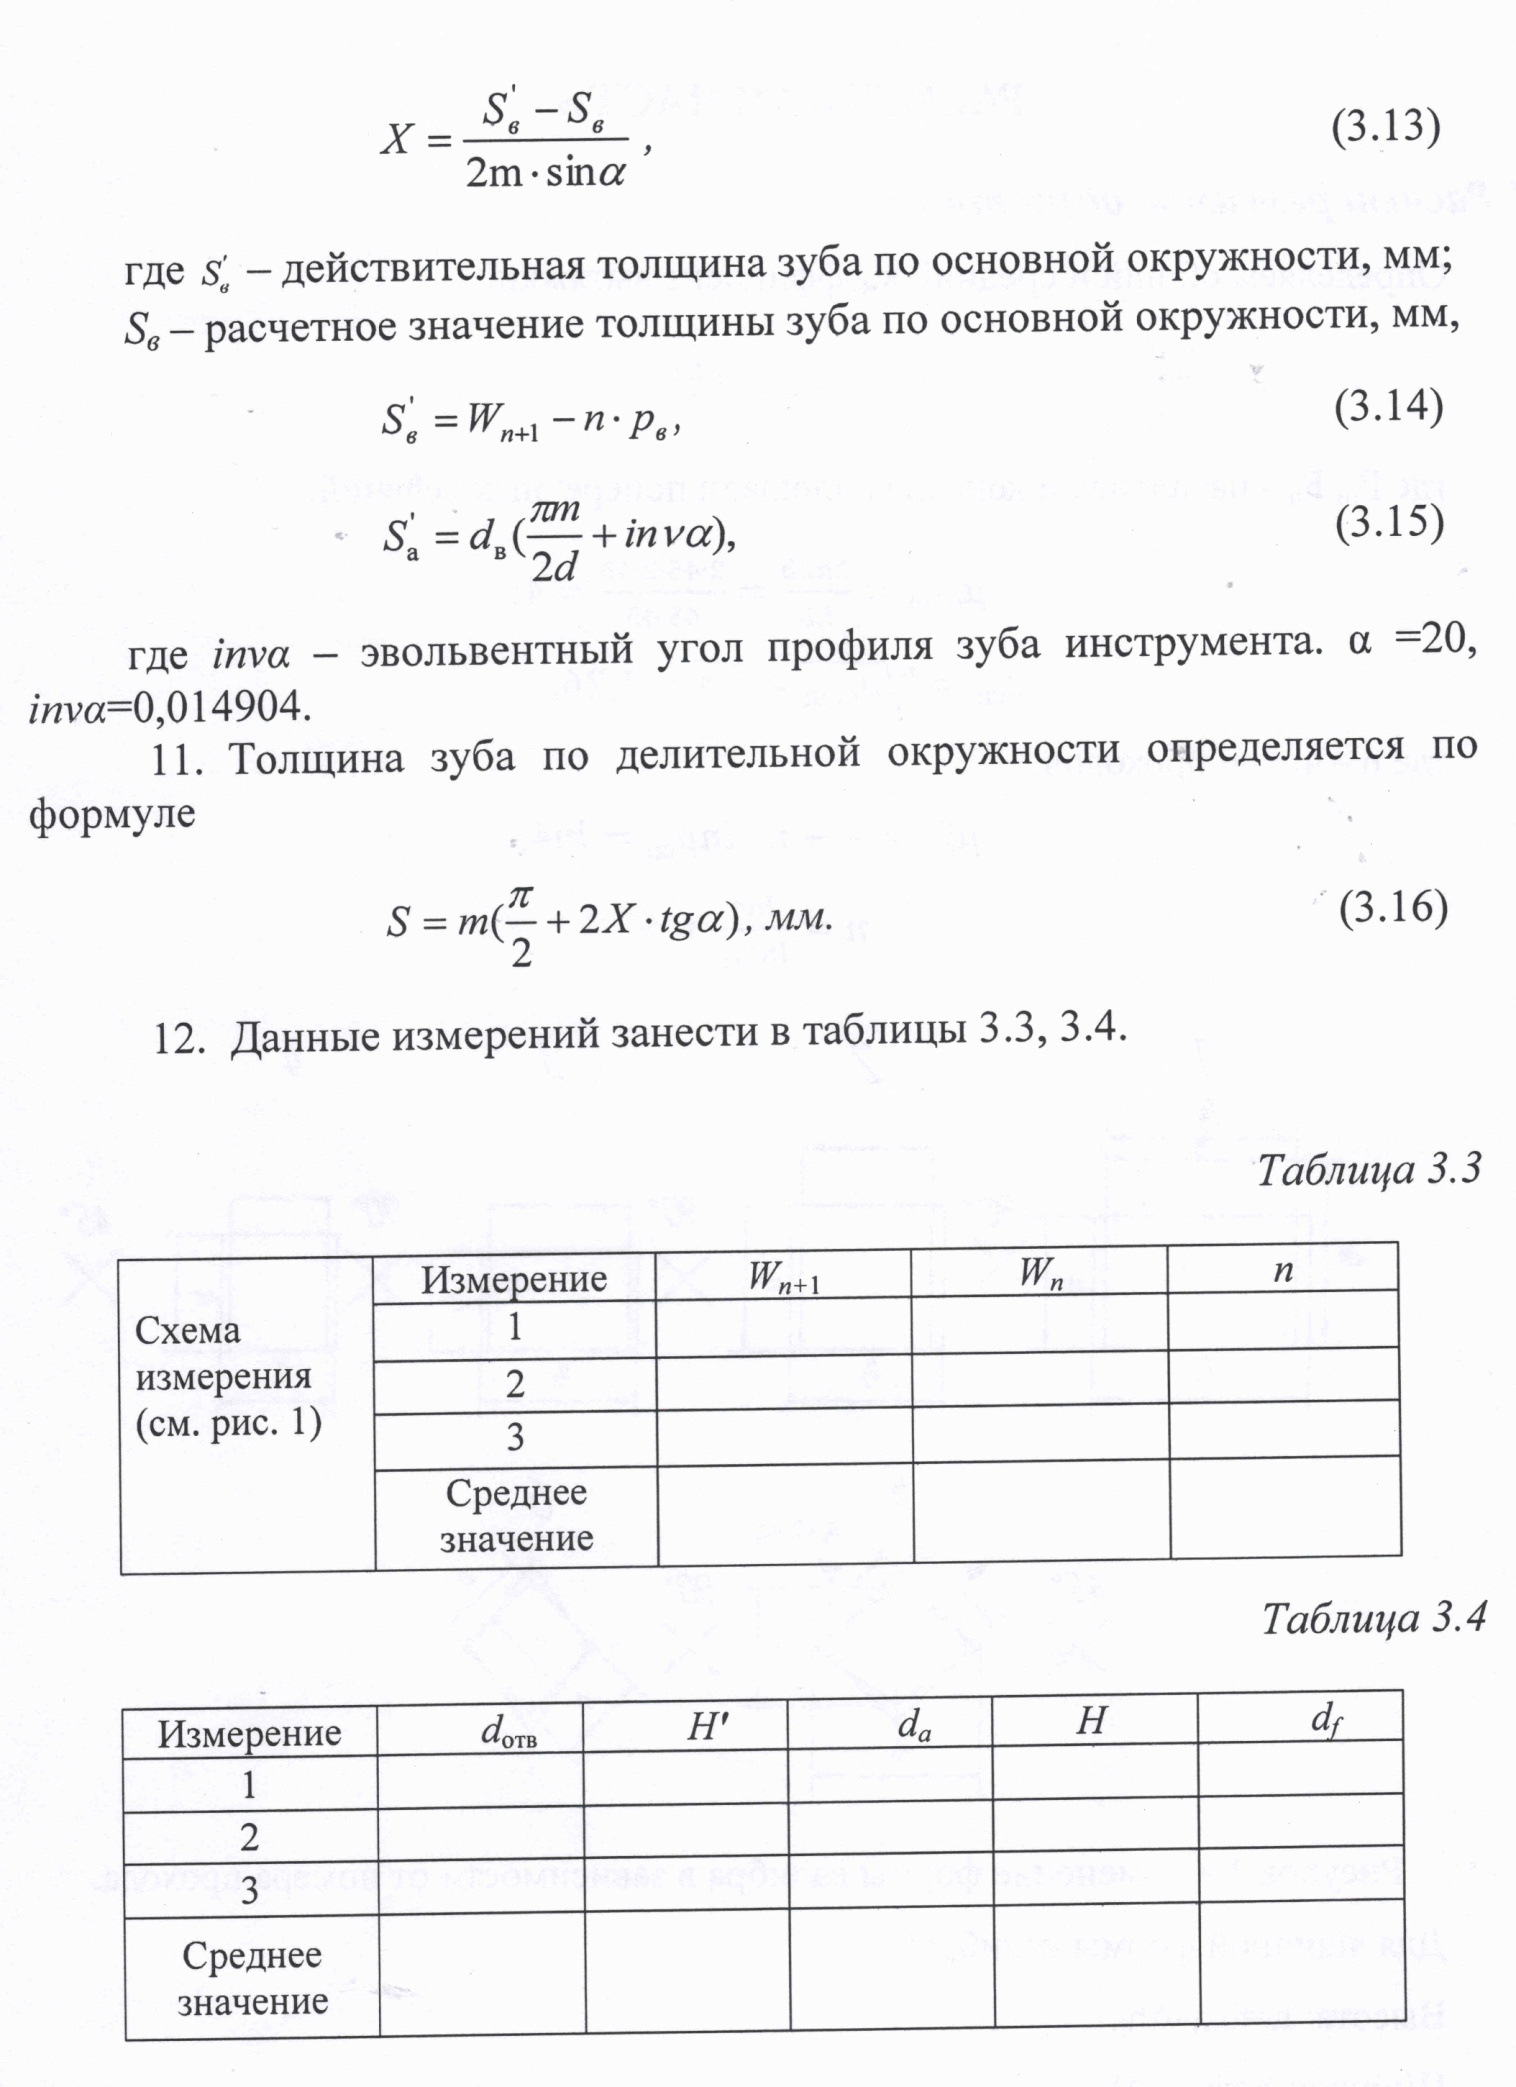 X = (S'в − Sв) / (2m · sinα) , (3.13)
где S'в – действительная толщина зуба по основной окружности, мм;
Sв – расчетное значение толщины зуба по основной окружности, мм,
S'в = Wn+1 − n · pв, (3.14)
S'а = dв(πm/2d + invα), (3.15)
где invα – эвольвентный угол профиля зуба инструмента. α =20,
invα=0,014904.
11. Толщина зуба по делительной окружности определяется по
формуле
S = m(π/2 + 2X · tgα), мм. (3.16)
12. Данные измерений занести в таблицы 3.3, 3.4.
Таблица 3.3
Схема
измерения
(см. рис. 1)
Измерение Wn+1 Wn n
1
2
3
Среднее
значение
Таблица 3.4
Измерение dотв H' da H df
1
2
3
Среднее
значение